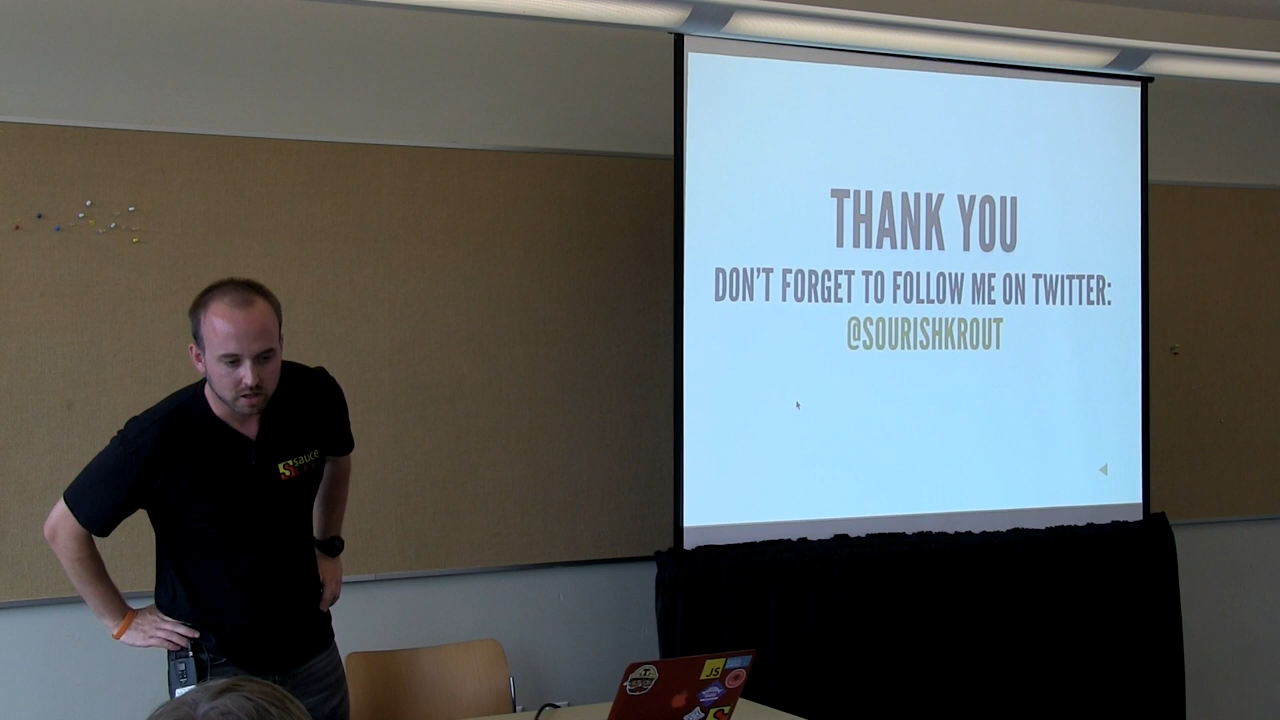 THANK YOU
DON'T FORGET TO FOLLOW ME ON TWITTER:
@SOURISHKROUT
sauce
JS